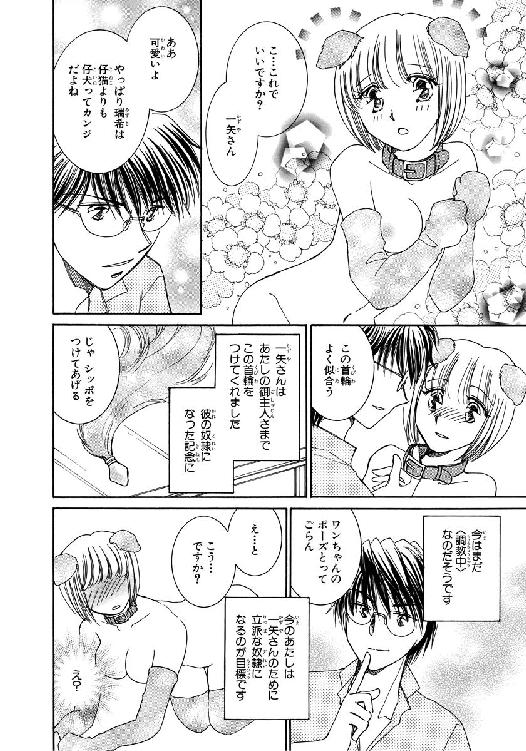 こ…これで
いいですか？
一矢さん
ああ
可愛いよ
やっぱり瑞希は
仔猫よりも
仔犬ってカンジ
だよね
この首輪
よく似合う
一矢さんは
あたしの御主人さまで
この首輪を
つけてくれました
彼の奴隷に
なった記念に
じゃ シッポを
つけてあげる
今はまだ
〈調教中〉
なのだそうです
ワンちゃんの
ポーズとって
ごらん
今のあたしは
一矢さんのために
立派な奴隷に
なるのが目標です
え…と
こう…
ですか？
え？